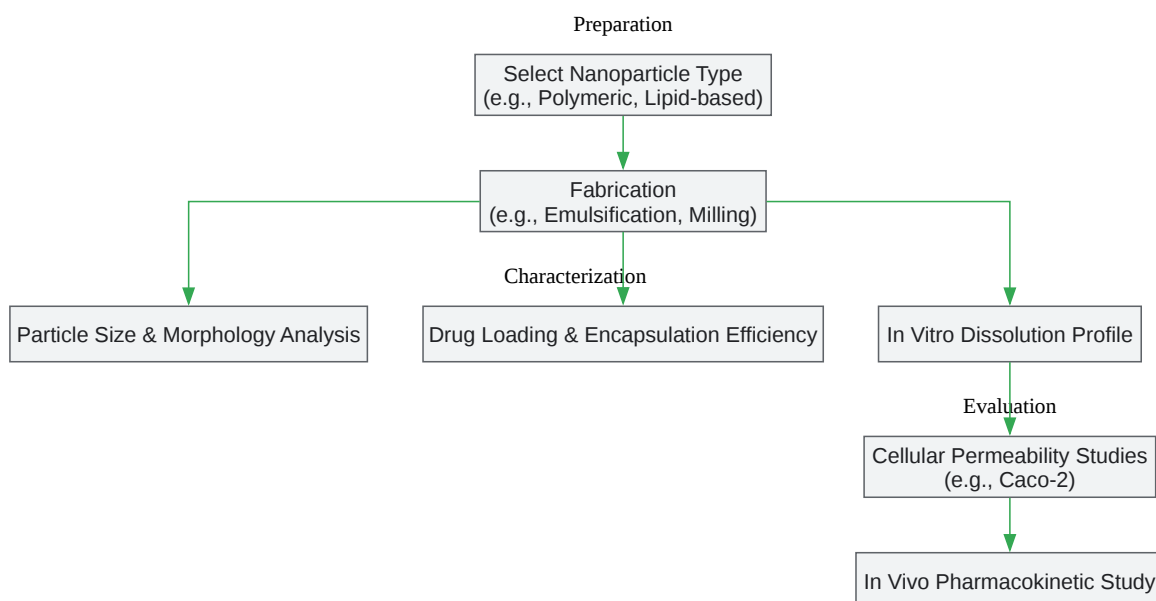 Preparation
Select Nanoparticle Type
(e.g., Polymeric, Lipid-based)
Fabrication
(e.g., Emulsification, Milling)
Characterization
Particle Size & Morphology Analysis
Drug Loading & Encapsulation Efficiency
In Vitro Dissolution Profile
Evaluation
Cellular Permeability Studies
(e.g., Caco-2)
In Vivo Pharmacokinetic Study